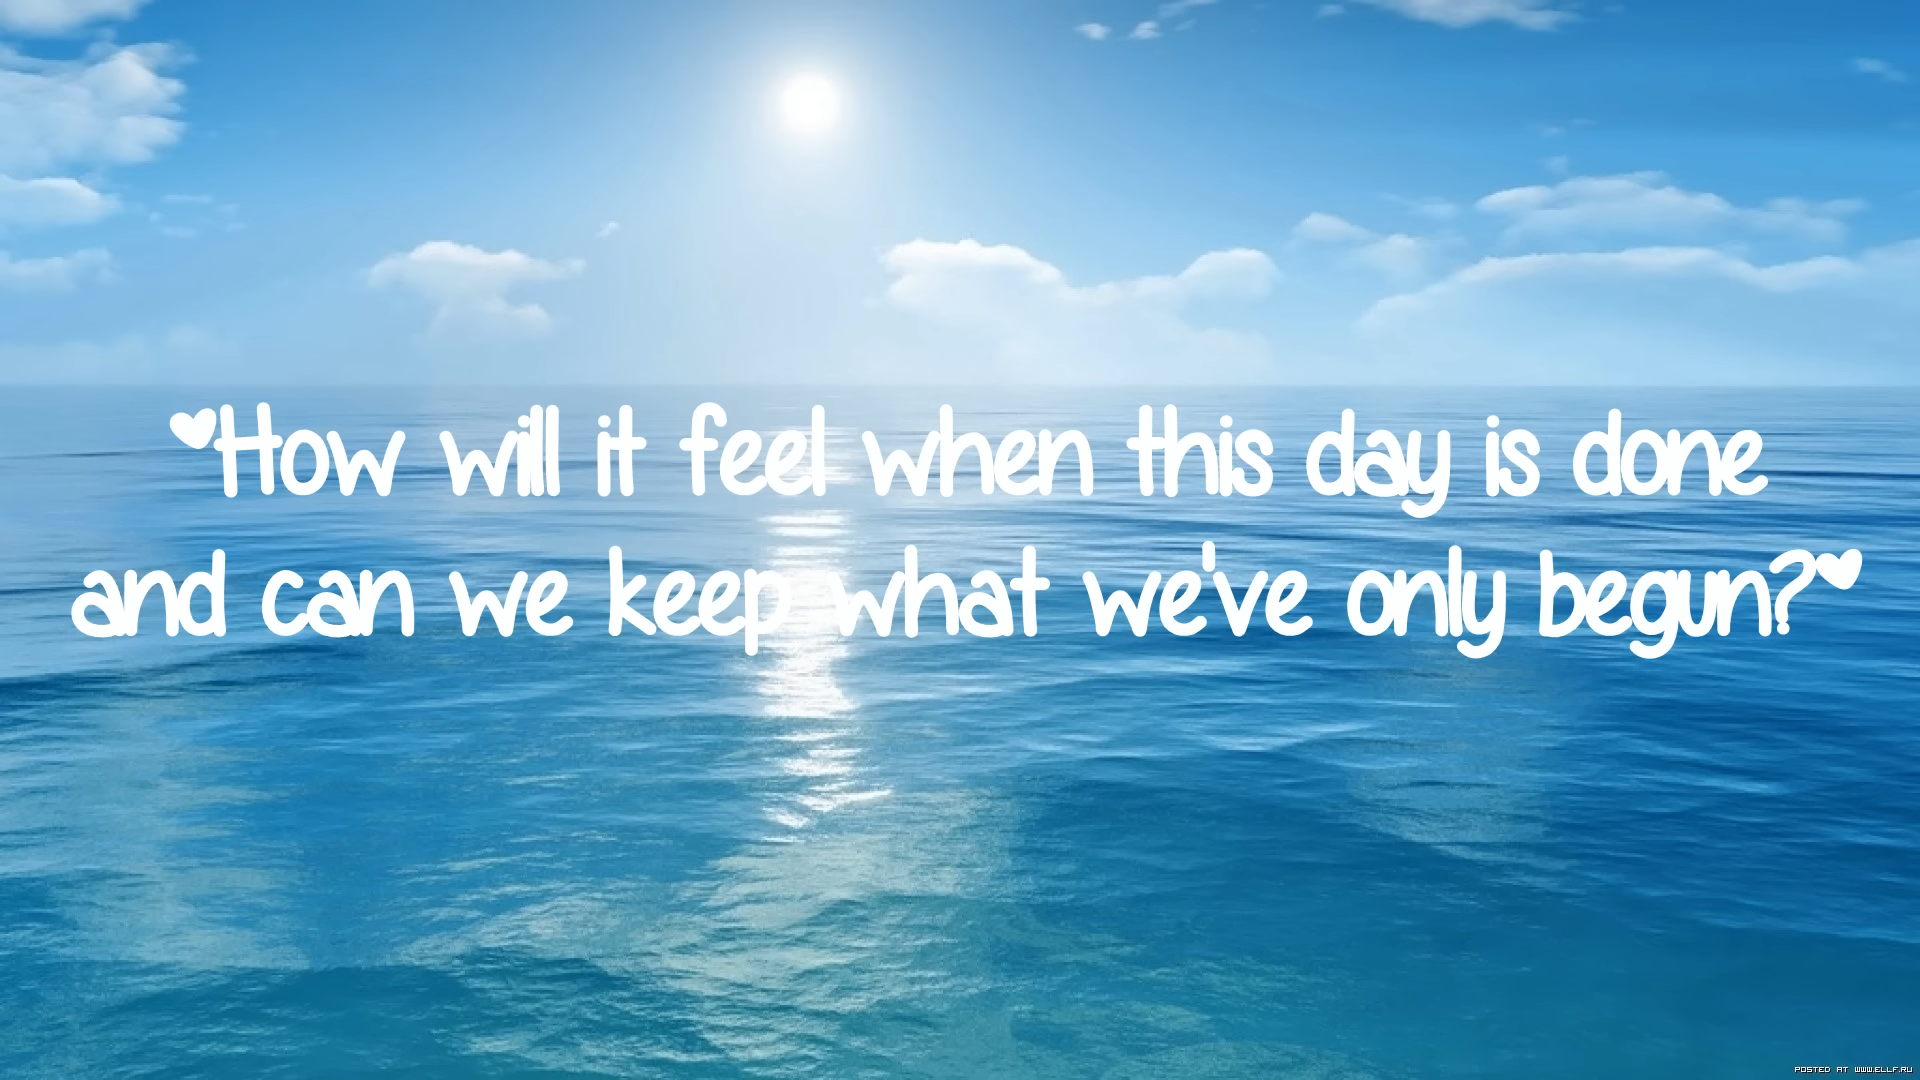 ♥How will it feel when this day is done
and can we keep what we've only begun?♥
POSTED AT WWW.ELLF.RU